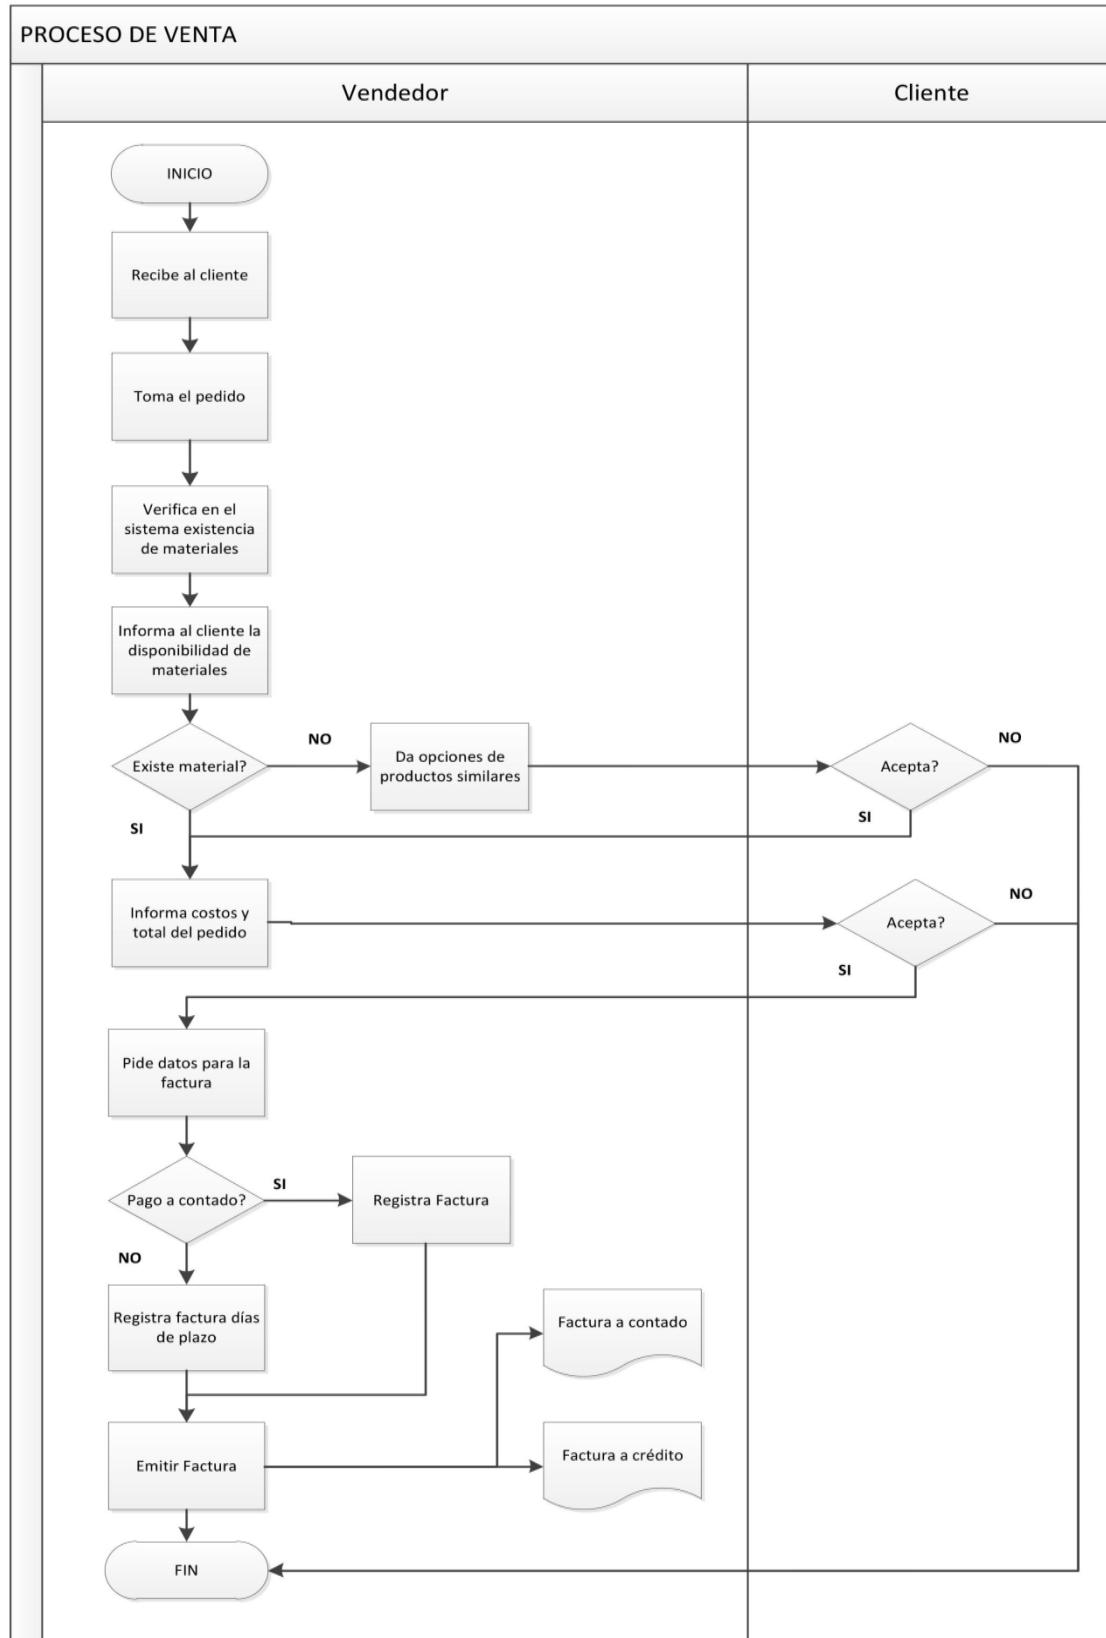 PROCESO DE VENTA
Vendedor
Cliente
INICIO
Recibe al cliente
Toma el pedido
Verifica en el
sistema existencia
de materiales
Informa al cliente la
disponibilidad de
materiales
Existe material?
NO
Da opciones de
productos similares
Acepta?
NO
SI
SI
Informa costos y
total del pedido
Acepta?
NO
SI
Pide datos para la
factura
Pago a contado?
SI
Registra Factura
NO
Registra factura días
de plazo
Factura a contado
Emitir Factura
Factura a crédito
FIN